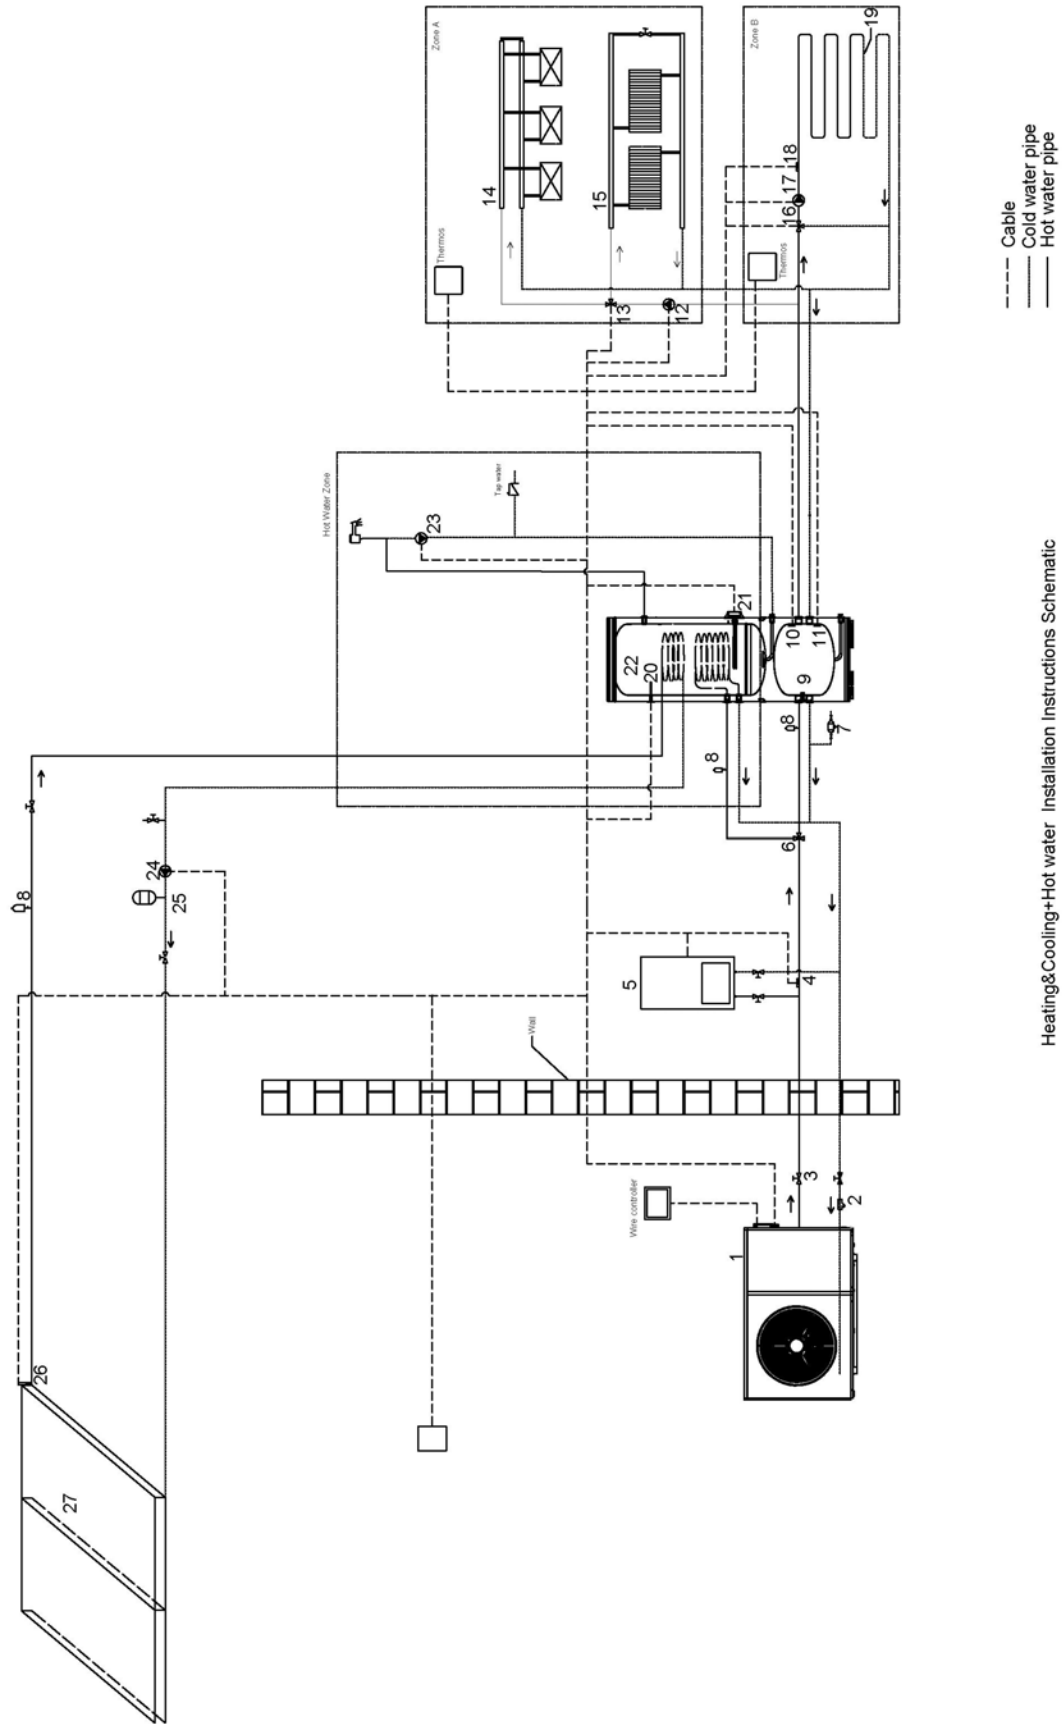 27
26
8
24
25
Wall
Wire controller
1
2
3
4
5
6
7
8
8
Hot Water Zone
Tap water
23
22
20
21
9
10
11
Zone A
Thermos
14
15
13
12
Zone B
Thermos
16
17
18
19
Cable
Cold water pipe
Hot water pipe
Heating&Cooling+Hot water Installation Instructions Schematic